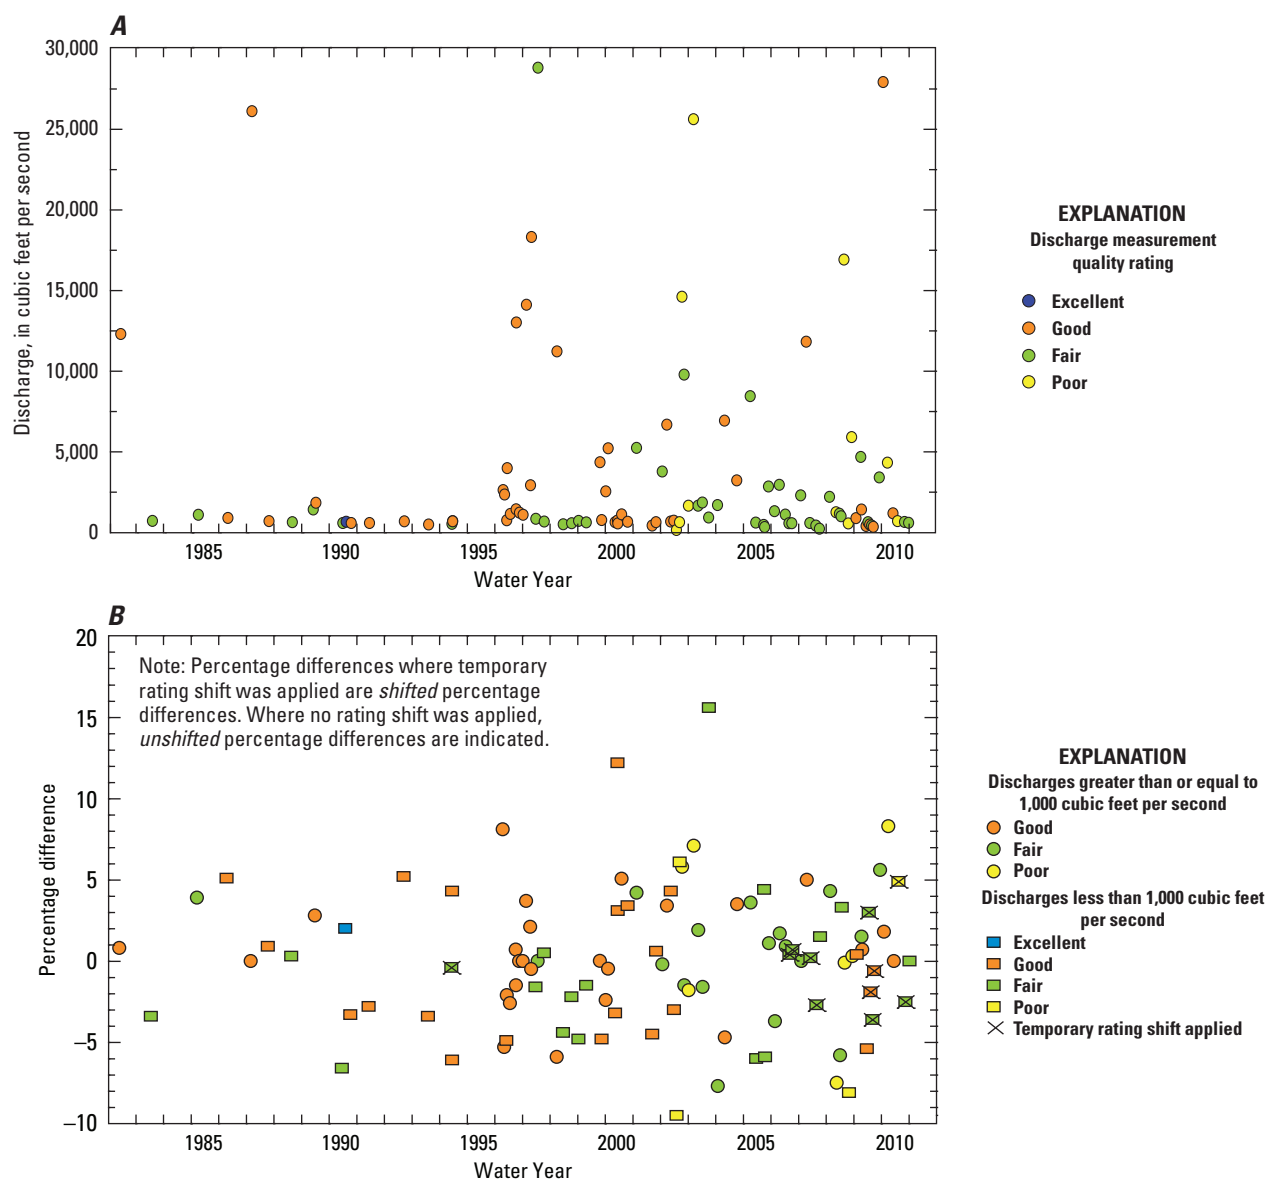 A
30,000
25,000
20,000
15,000
10,000
5,000
0
Discharge, in cubic feet per second
1985 1990 1995 2000 2005 2010
Water Year
EXPLANATION
Discharge measurement
quality rating
Excellent
Good
Fair
Poor
B
20
15
10
5
0
–5
–10
Percentage difference
Note: Percentage differences where temporary
rating shift was applied are shifted percentage
differences. Where no rating shift was applied,
unshifted percentage differences are indicated.
1985 1990 1995 2000 2005 2010
Water Year
EXPLANATION
Discharges greater than or equal to
1,000 cubic feet per second
Good
Fair
Poor
Discharges less than 1,000 cubic feet
per second
Excellent
Good
Fair
Poor
Temporary rating shift applied